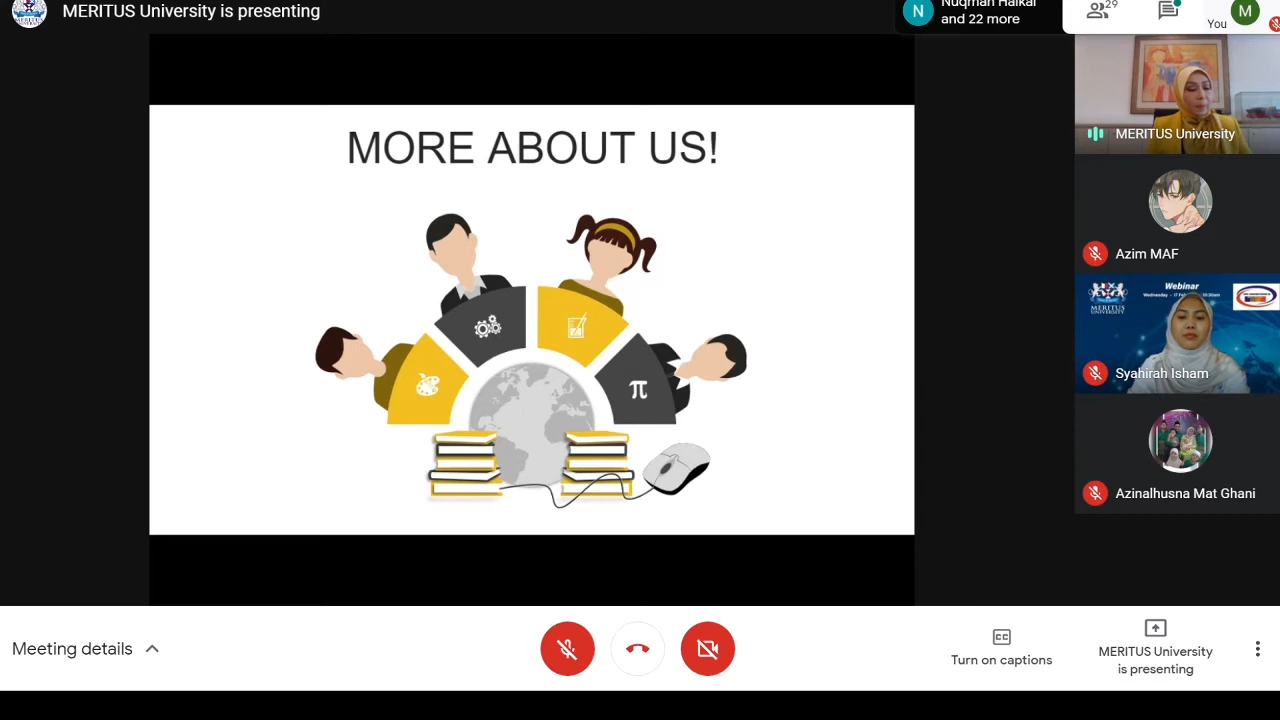 MERITUS University is presenting
Nuqman Haikal
and 22 more
29
You
M
N
MORE ABOUT US!
π
MERITUS University
Azim MAF
Webinar
MERITUS
UNIVERSITY
Syahirah Isham
Azinalhusna Mat Ghani
Meeting details
CC
Turn on captions
MERITUS University
is presenting